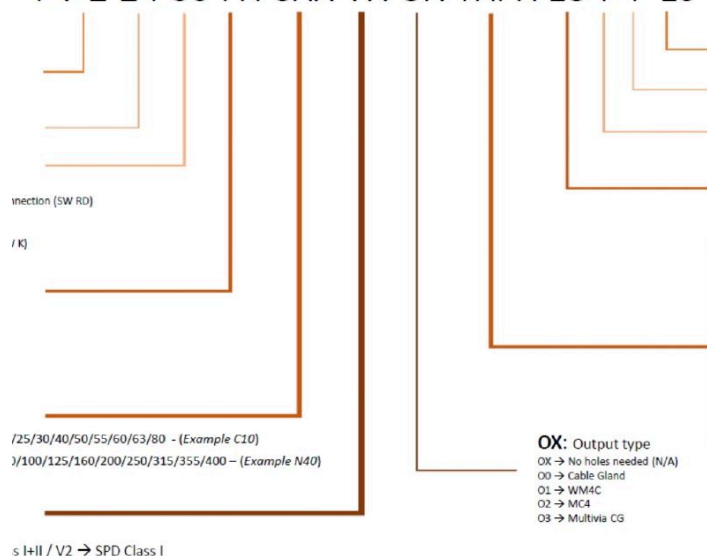 nnection (SW RD)
/ K)
/25/30/40/50/55/60/63/80 - (Example C10)
0/100/125/160/200/250/315/355/400 – (Example N40)
OX: Output type
OX → No holes needed (N/A)
O0 → Cable Gland
O1 → WM4C
O2 → MC4
O3 → Multivia CG
s I+II / V2 → SPD Class I